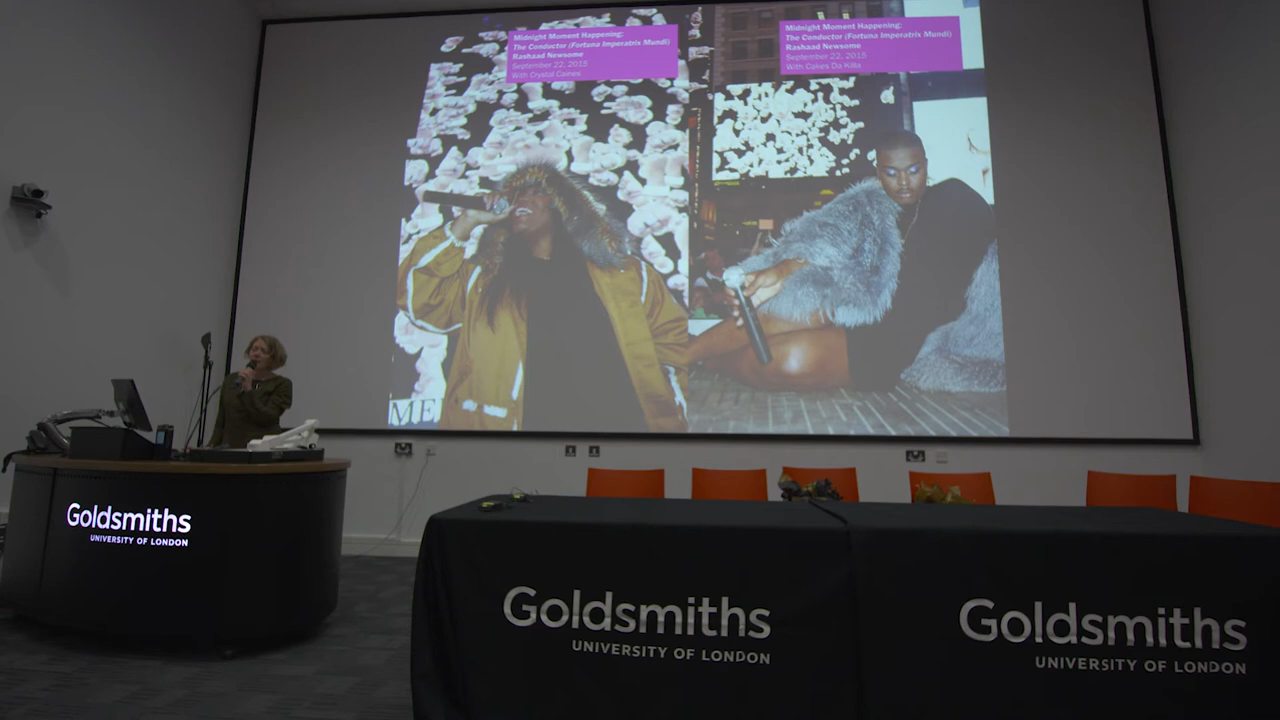 Midnight Moment Happening:
The Conductor (Fortuna Imperatrix Mundi)
Rashaad Newsome
September 22, 2015
With Crystal Caines
Midnight Moment Happening:
The Conductor (Fortuna Imperatrix Mundi)
Rashaad Newsome
September 22, 2015
With Cakes Da Killa
ME
Goldsmiths
UNIVERSITY OF LONDON
Goldsmiths
UNIVERSITY OF LONDON
Goldsmiths
UNIVERSITY OF LONDON